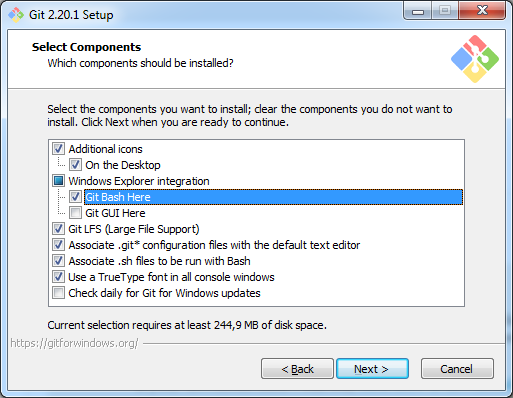 Git 2.20.1 Setup
Select Components
Which components should be installed?
Select the components you want to install; clear the components you do not want to
install. Click Next when you are ready to continue.
Additional icons
On the Desktop
Windows Explorer integration
Git Bash Here
Git GUI Here
Git LFS (Large File Support)
Associate .git* configuration files with the default text editor
Associate .sh files to be run with Bash
Use a TrueType font in all console windows
Check daily for Git for Windows updates
Current selection requires at least 244,9 MB of disk space.
https://gitforwindows.org/
< Back
Next >
Cancel